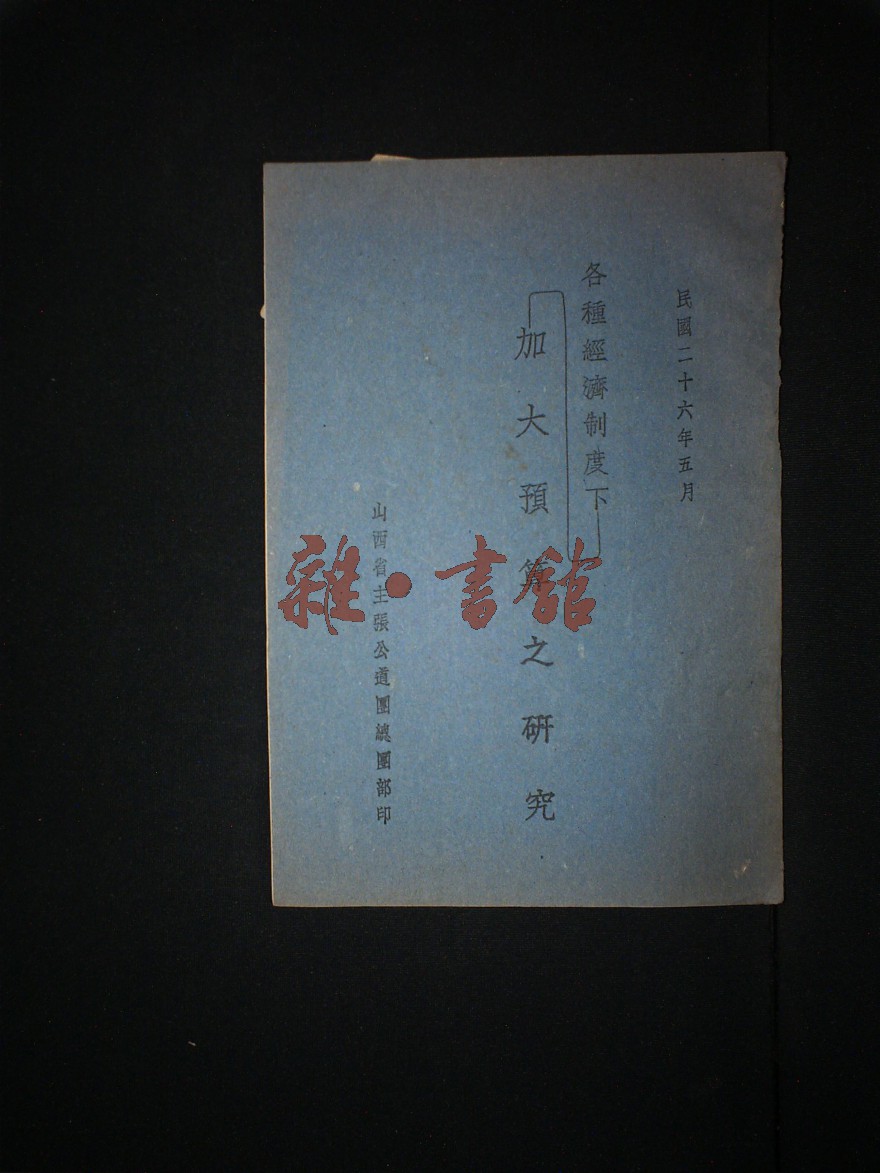 民國二十六年五月
各種經濟制度下
加大預算之研究
山西省主張公道團總團部印
雜·書館